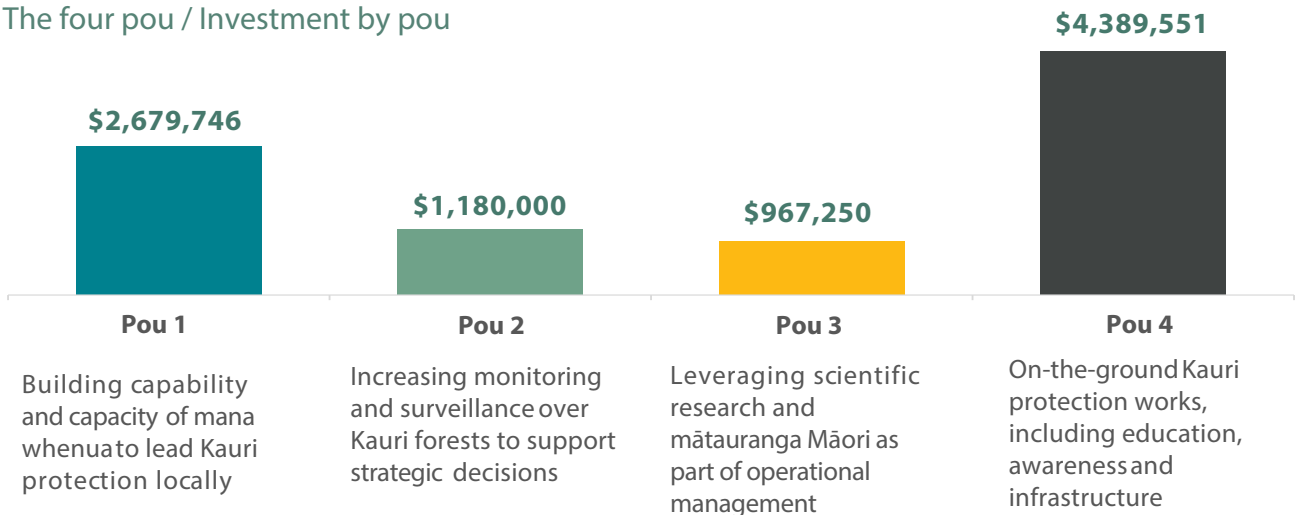 The four pou / Investment by pou
$2,679,746
$1,180,000
$967,250
$4,389,551
Pou 1
Building capability
and capacity of mana
whenua to lead Kauri
protection locally
Pou 2
Increasing monitoring
and surveillance over
Kauri forests to support
strategic decisions
Pou 3
Leveraging scientific
research and
mātauranga Māori as
part of operational
management
Pou 4
On-the-ground Kauri
protection works,
including education,
awareness and
infrastructure